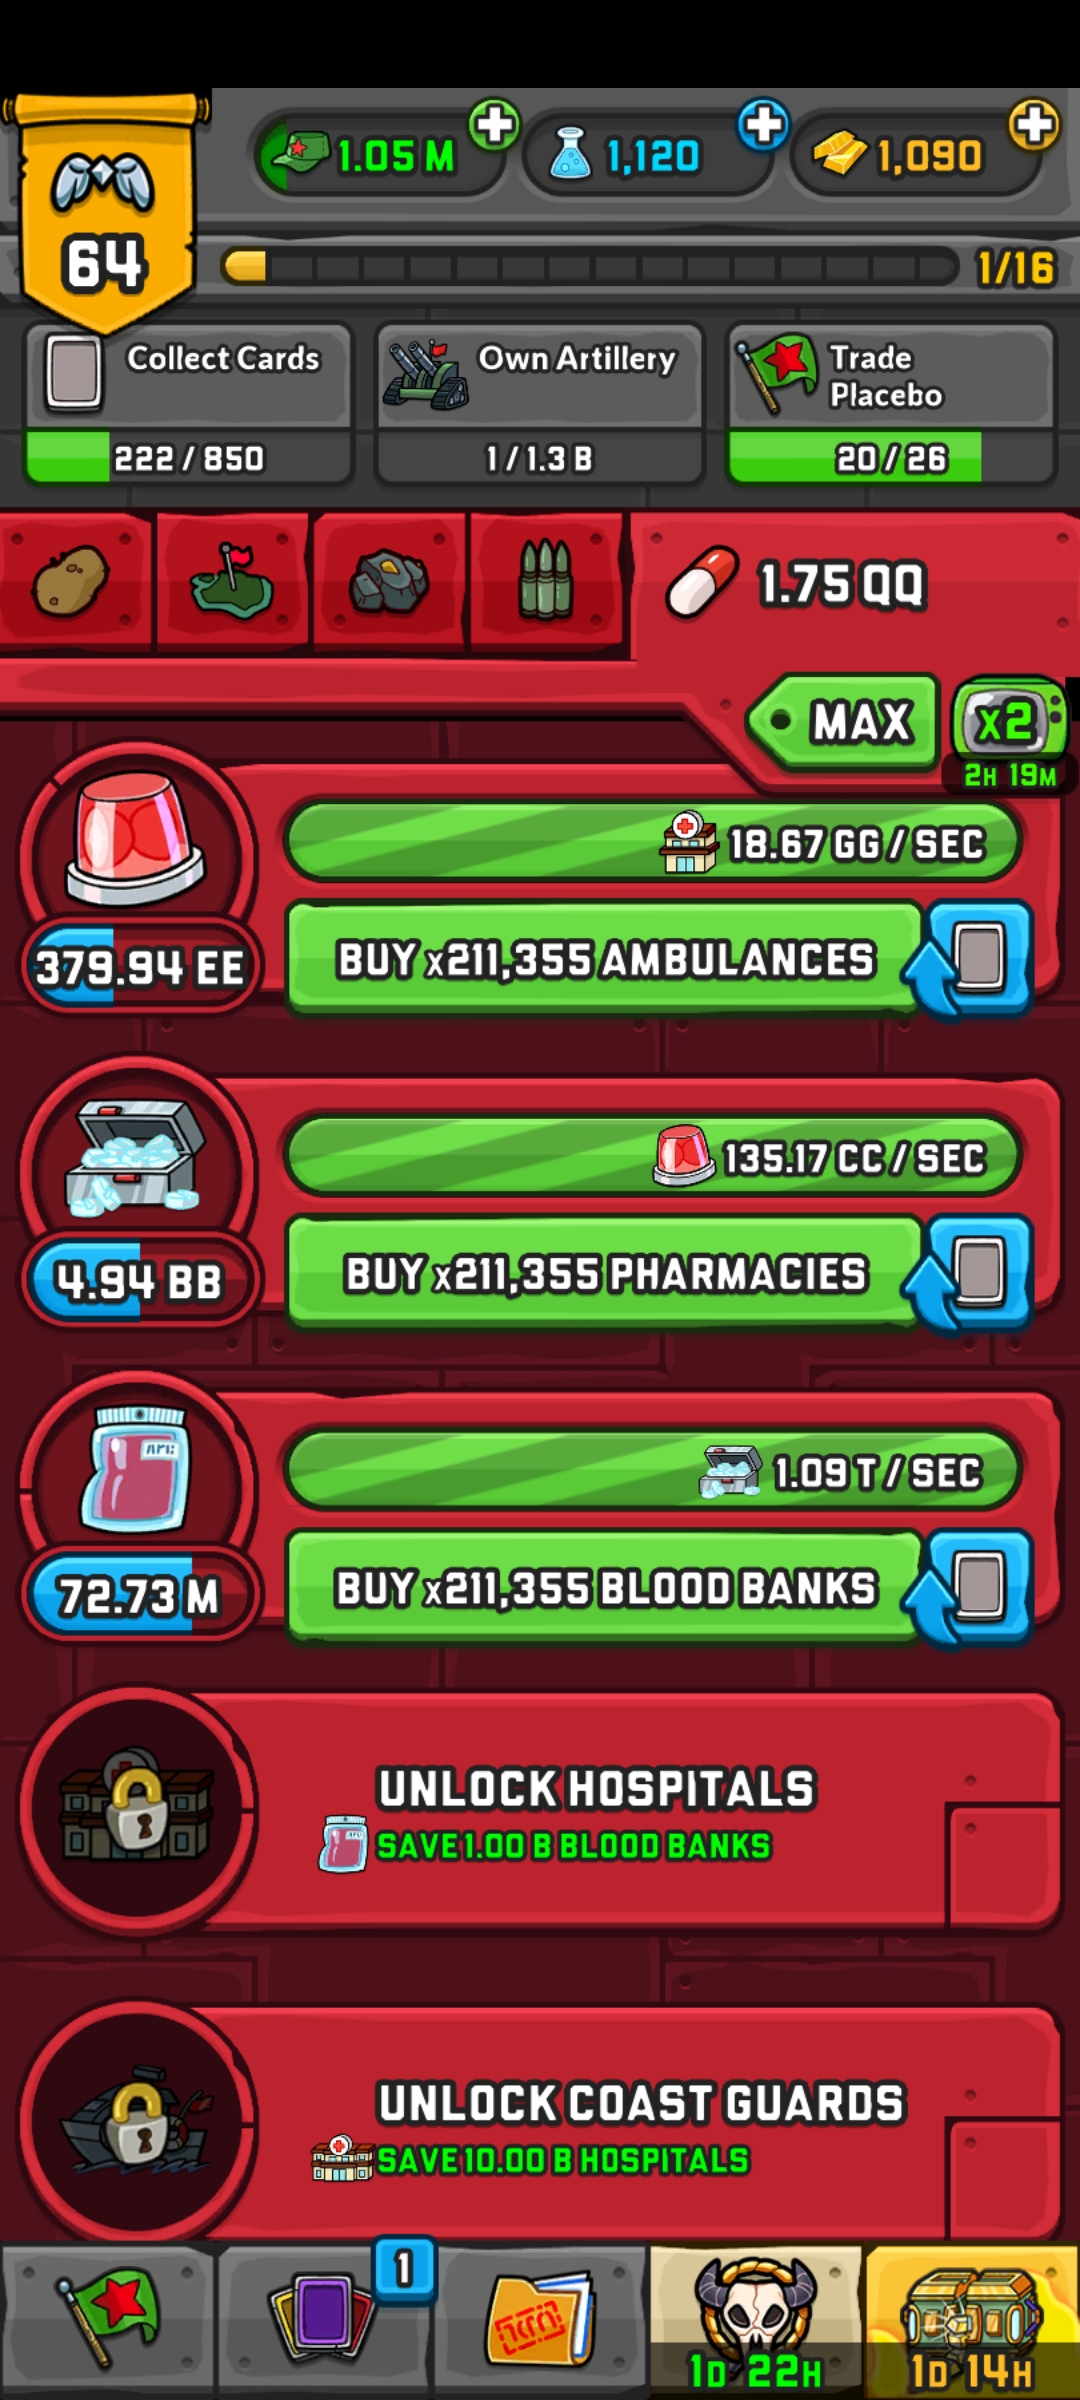 64
1.05 M
1,120
1,090
1/16
Collect Cards
222 / 850
Own Artillery
1 / 1.3 B
Trade
Placebo
20 / 26
1.75 QQ
MAX
x2
2H 19M
18.67 GG / SEC
379.94 EE
BUY x211,355 AMBULANCES
135.17 CC / SEC
4.94 BB
BUY x211,355 PHARMACIES
1.09 T / SEC
72.73 M
BUY x211,355 BLOOD BANKS
UNLOCK HOSPITALS
SAVE 1.00 B BLOOD BANKS
UNLOCK COAST GUARDS
SAVE 10.00 B HOSPITALS
1
1D 22H
1D 14H